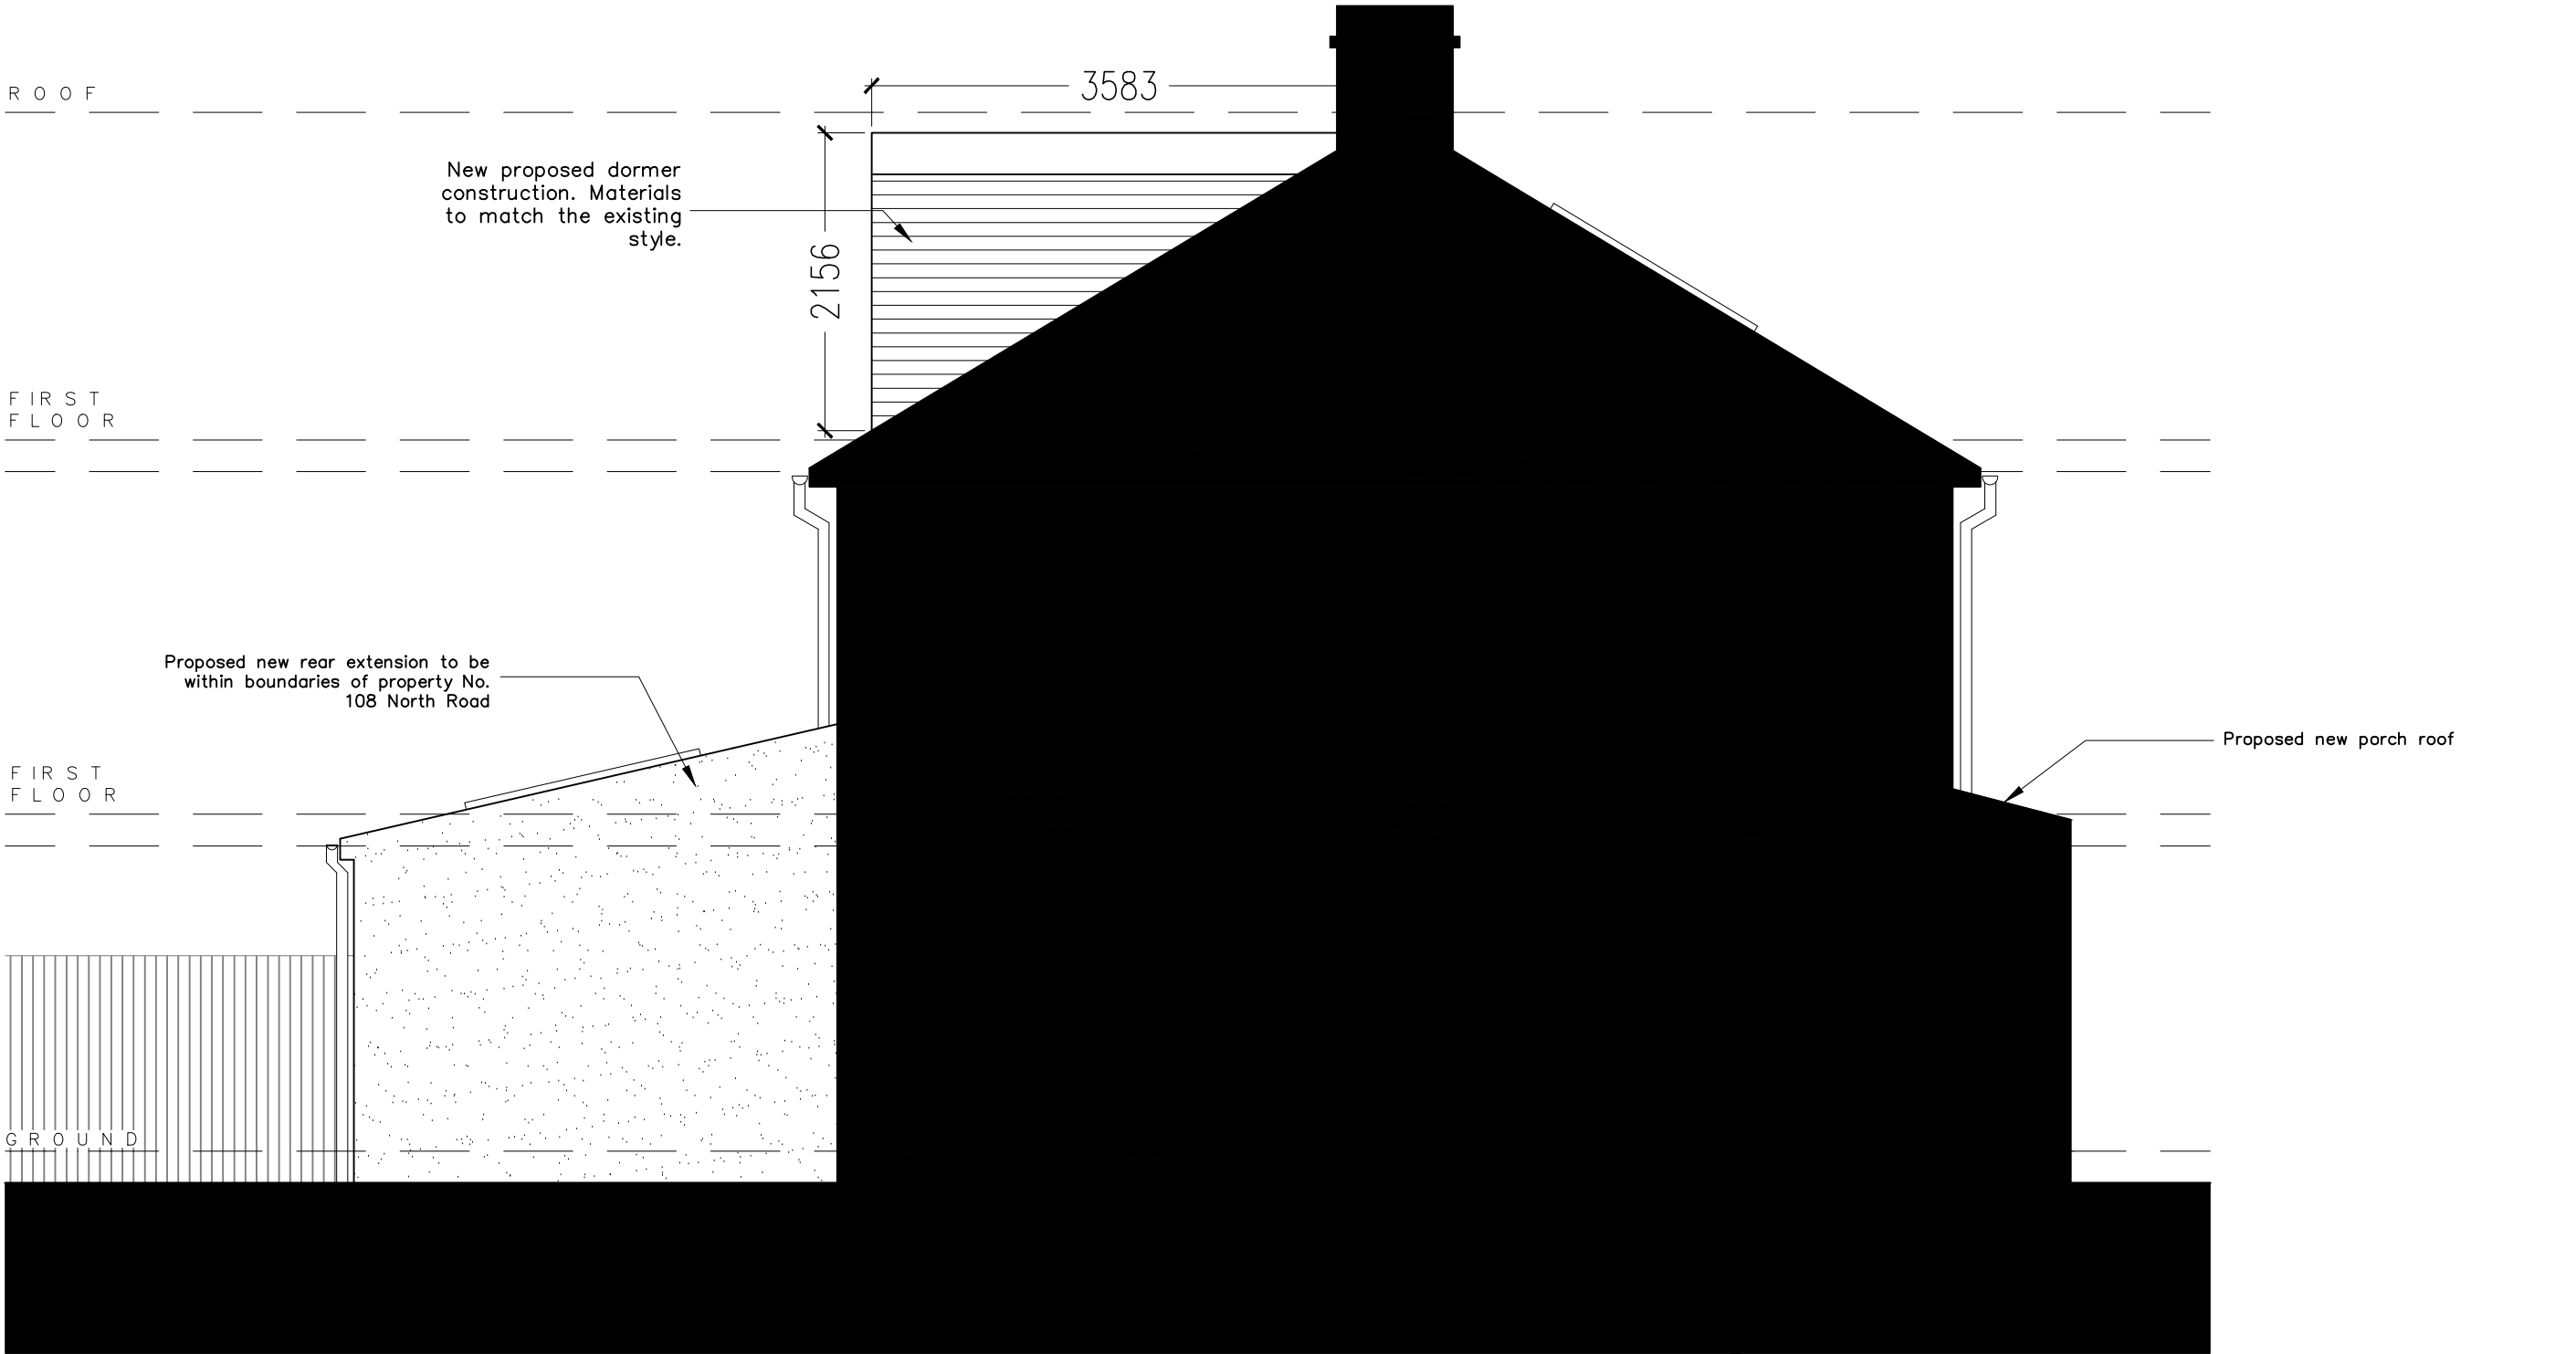 3583
ROOF
New proposed dormer
construction. Materials
to match the existing
style.
2156
FIRST
FLOOR
Proposed new rear extension to be
within boundaries of property No.
108 North Road
Proposed new porch roof
FIRST
FLOOR
GROUND